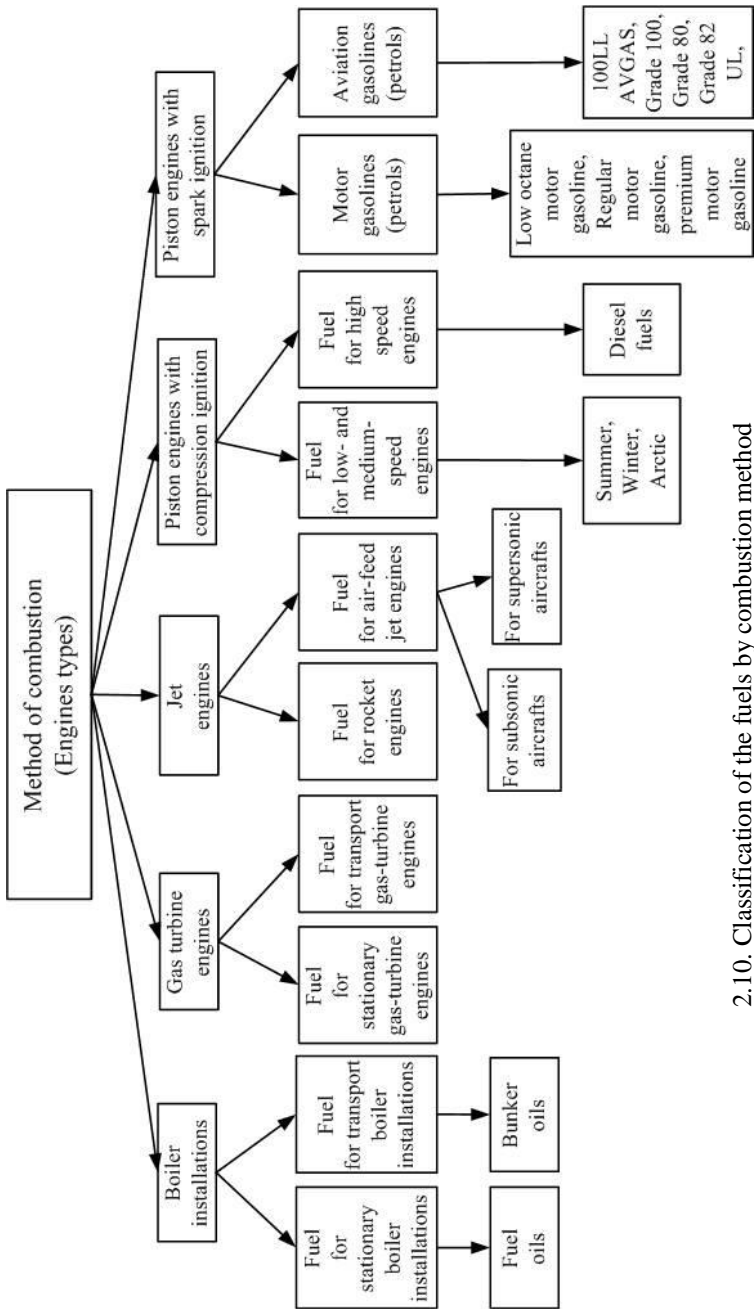 Method of combustion
(Engines types)
Boiler
installations
Gas turbine
engines
Jet
engines
Piston engines with
compression ignition
Piston engines with
spark ignition
Fuel
for
stationary
boiler
installations
Fuel
for transport
boiler
installations
Fuel
for
stationary
gas-turbine
engines
Fuel
for transport
gas-turbine
engines
Fuel
for rocket
engines
Fuel
for air-feed
jet engines
Fuel
for low- and
medium-
speed
engines
Fuel
for high
speed
engines
Motor
gasolines
(petrols)
Aviation
gasolines
(petrols)
Fuel
oils
Bunker
oils
For subsonic
aircrafts
For supersonic
aircrafts
Summer,
Winter,
Arctic
Diesel
fuels
Low octane
motor
gasoline,
Regular
motor
gasoline,
premium
motor
gasoline
100LL
AVGAS,
Grade 100,
Grade 80,
Grade 82
UL,
2.10. Classification of the fuels by combustion method